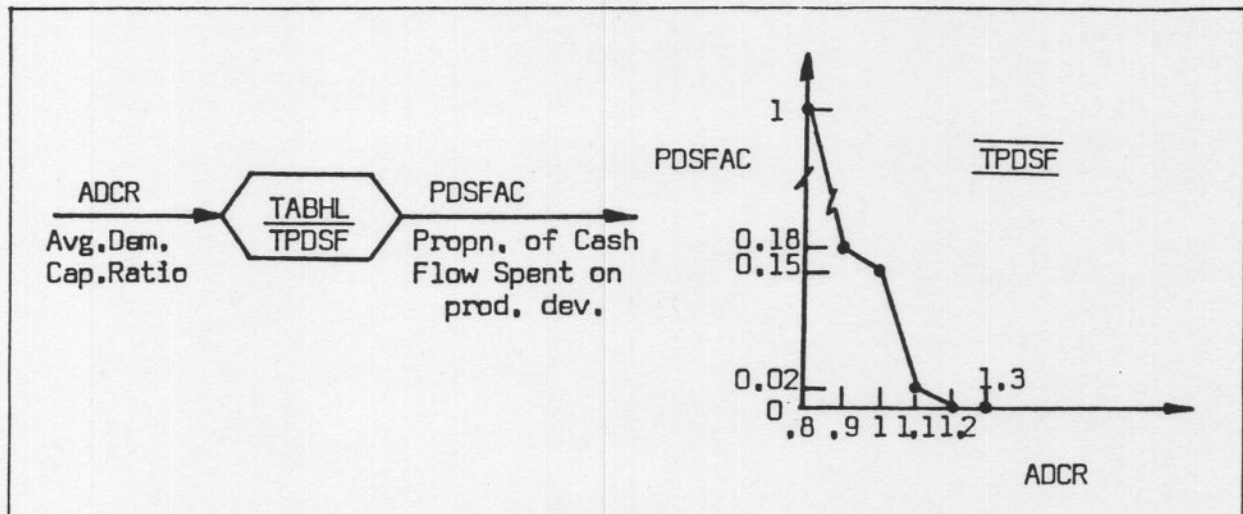 ADCR
Avg.Dem.
Cap.Ratio
TABHL
TPDSF
PDSFAC
Propn. of Cash
Flow Spent on
prod. dev.
PDSFAC
TPDSF
1
0.18
0.15
0.02
0
1.3
.8 .9 1 1.1 1.2
ADCR